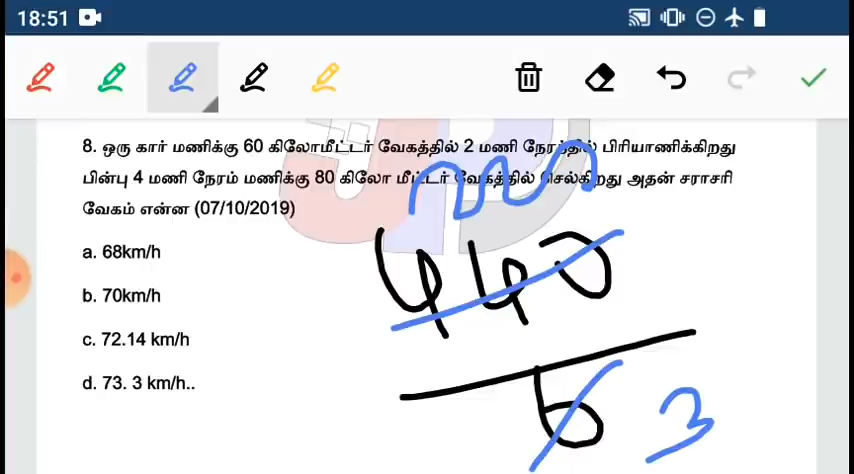 18:51
8. ஒரு கார் மணிக்கு 60 கிலோமீட்டர் வேகத்தில் 2 மணி நேரத்தில் பிரியாணிக்கிறது
பின்பு 4 மணி நேரம் மணிக்கு 80 கிலோ மீட்டர் வேகத்தில் செல்கிறது அதன் சராசரி
வேகம் என்ன (07/10/2019)
220
a. 68km/h
440
b. 70km/h
c. 72.14 km/h
d. 73. 3 km/h..
6 3